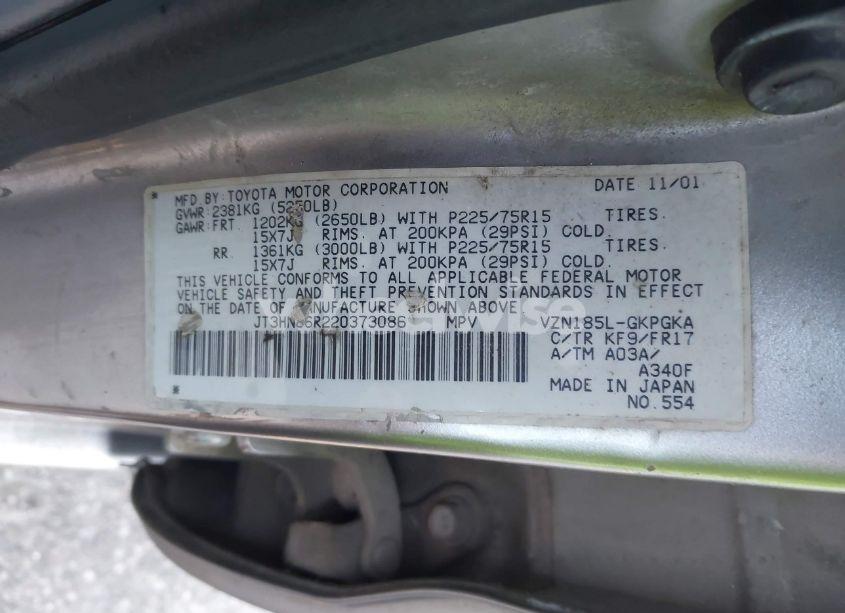 MFD BY: TOYOTA MOTOR CORPORATION DATE 11/01
GVWR: 2381KG (5250LB)
GAWR: FRT. 1202KG (2650LB) WITH P225/75R15 TIRES.
15X7J RIMS. AT 200KPA (29PSI) COLD.
RR. 1361KG (3000LB) WITH P225/75R15 TIRES.
15X7J RIMS. AT 200KPA (29PSI) COLD.
THIS VEHICLE CONFORMS TO ALL APPLICABLE FEDERAL MOTOR
VEHICLE SAFETY AND THEFT PREVENTION STANDARDS IN EFFECT
ON THE DATE OF MANUFACTURE SHOWN ABOVE.
JT3HN86R220373086 MPV VZN185L-GKPGKA
C/TR KF9/FR17
A/TM A03A/
A340F
MADE IN JAPAN
NO. 554